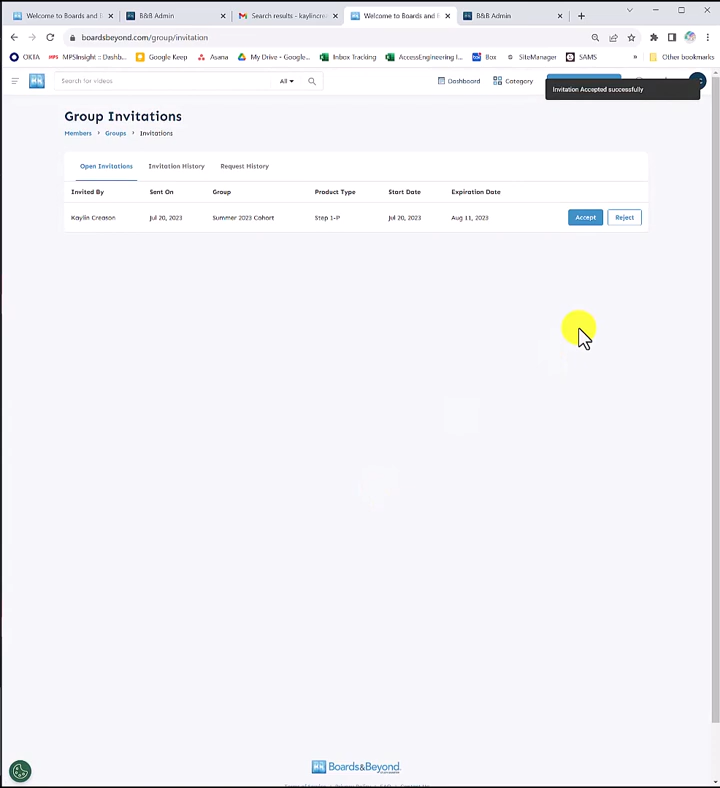 Welcome to Boards and B
B&B Admin
Search results - kaylincrea
Welcome to Boards and B
B&B Admin
boardsbeyond.com/group/invitation
OKTA
MPS MPSInsight :: Dashb...
Google Keep
Asana
My Drive - Google...
Inbox Tracking
AccessEngineering I...
Box
SiteManager
SAMS
»
Other bookmarks
Search for videos
All
Dashboard
Category
Invitation Accepted successfully
Group Invitations
Members > Groups > Invitations
Open Invitations
Invitation History
Request History
Invited By Sent On Group Product Type Start Date Expiration Date
Kaylin Creason Jul 20, 2023 Summer 2023 Cohort Step 1-P Jul 20, 2023 Aug 11, 2023 Accept Reject
Boards&Beyond.